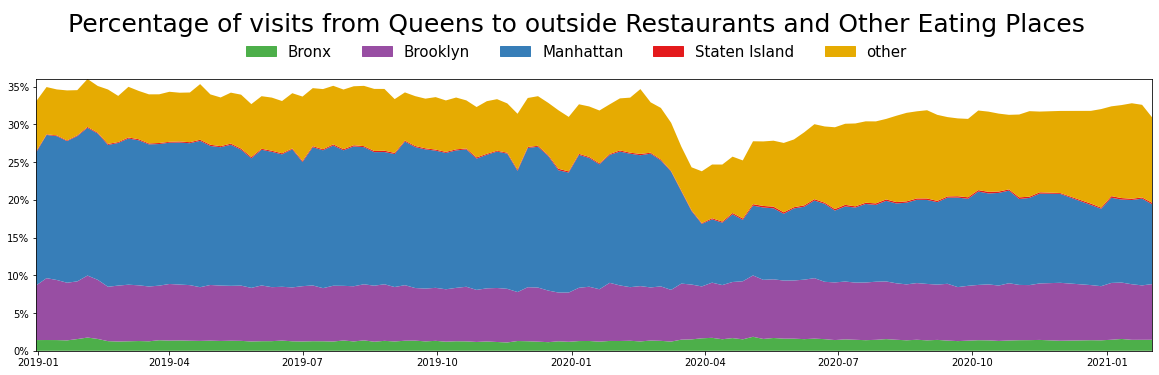 Percentage of visits from Queens to outside Restaurants and Other Eating Places
Bronx Brooklyn Manhattan Staten Island other
35%
30%
25%
20%
15%
10%
5%
0%
2019-01 2019-04 2019-07 2019-10 2020-01 2020-04 2020-07 2020-10 2021-01